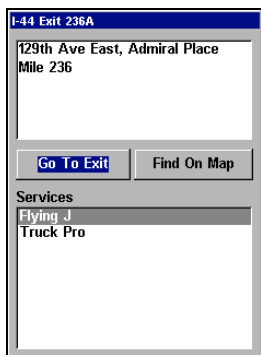 I-44 Exit 236A
129th Ave East, Admiral Place
Mile 236
Go To Exit
Find On Map
Services
Flying J
Truck Pro